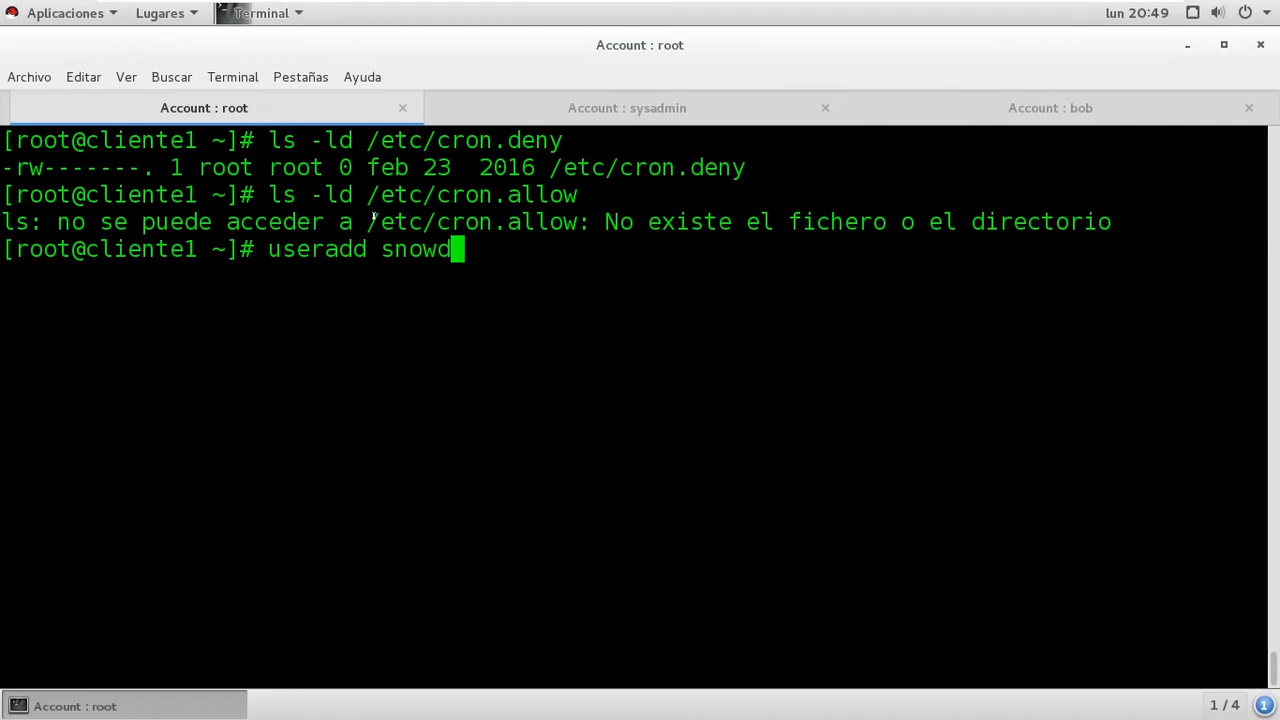 Aplicaciones Lugares Terminal lun 20:49
Account : root
Archivo Editar Ver Buscar Terminal Pestañas Ayuda
Account : root × Account : sysadmin × Account : bob ×
[root@cliente1 ~]# ls -ld /etc/cron.deny
-rw-------. 1 root root 0 feb 23  2016 /etc/cron.deny
[root@cliente1 ~]# ls -ld /etc/cron.allow
ls: no se puede acceder a /etc/cron.allow: No existe el fichero o el directorio
[root@cliente1 ~]# useradd snowd
Account : root 1 / 4 1